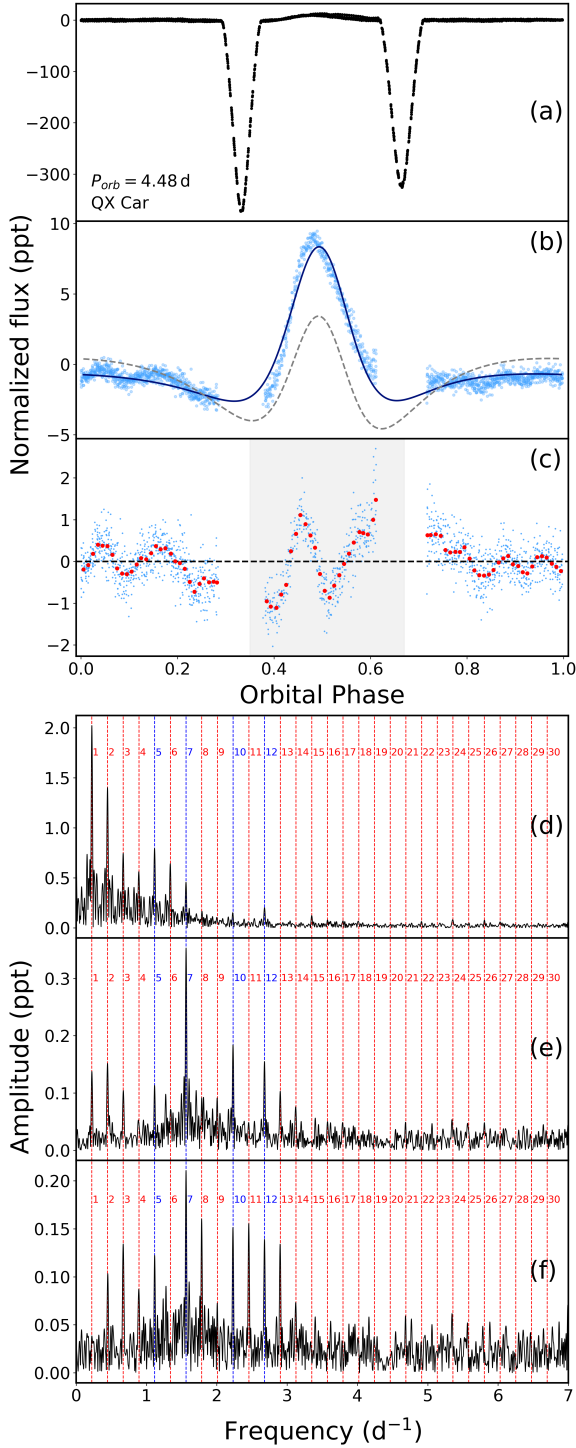 0
−100
−200
−300
(a)
P_orb = 4.48 d
QX Car
10
5
0
−5
(b)
Normalized flux (ppt)
2
1
0
−1
−2
(c)
0.0 0.2 0.4 0.6 0.8 1.0
Orbital Phase
2.0
1.5
1.0
0.5
0.0
1 2 3 4 5 6 7 8 9 10 11 12 13 14 15 16 17 18 19 20 21 22 23 24 25 26 27 28 29 30
(d)
0.3
0.2
0.1
0.0
1 2 3 4 5 6 7 8 9 10 11 12 13 14 15 16 17 18 19 20 21 22 23 24 25 26 27 28 29 30
(e)
Amplitude (ppt)
0.20
0.15
0.10
0.05
0.00
1 2 3 4 5 6 7 8 9 10 11 12 13 14 15 16 17 18 19 20 21 22 23 24 25 26 27 28 29 30
(f)
0 1 2 3 4 5 6 7
Frequency (d⁻¹)